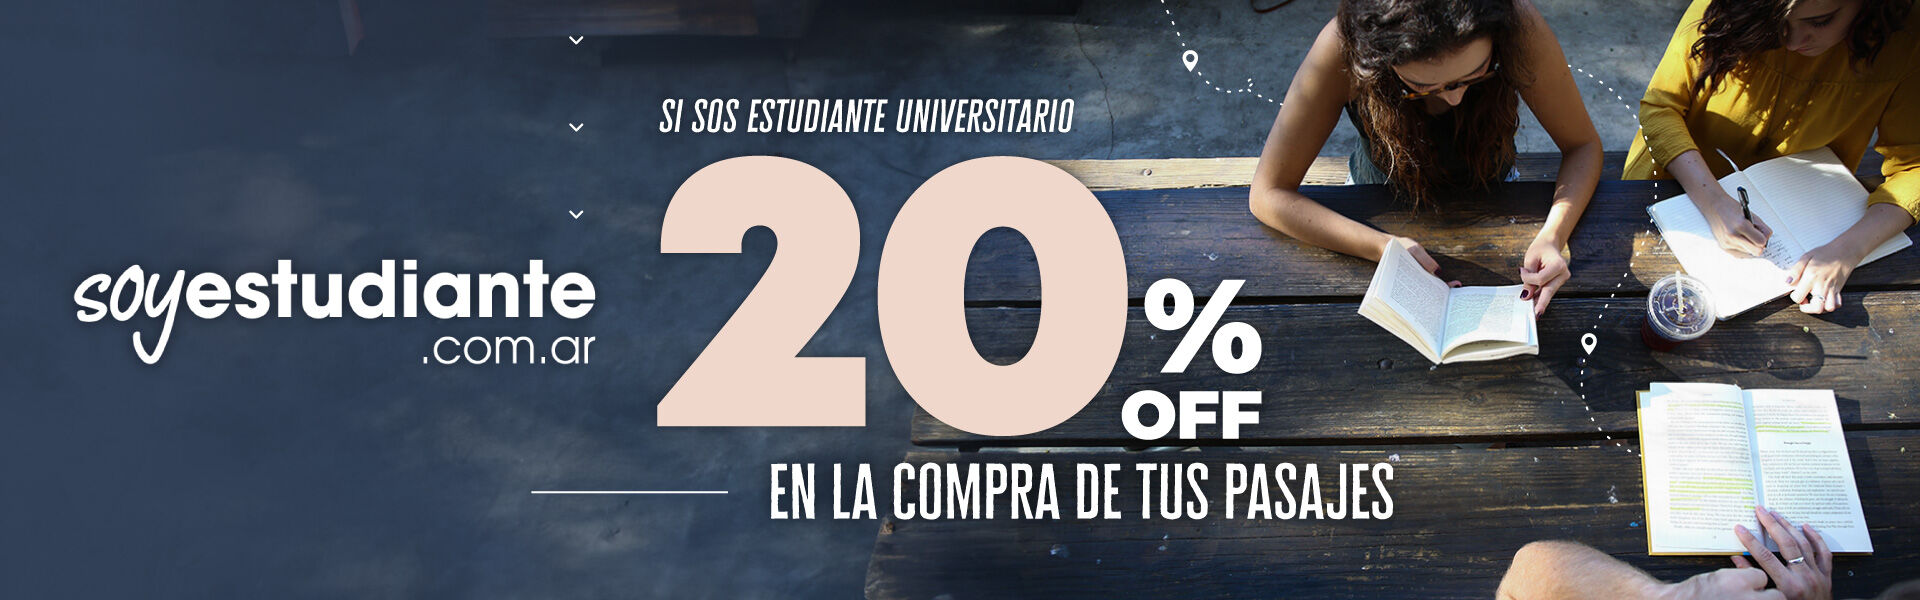 soyestudiante
.com.ar
SI SOS ESTUDIANTE UNIVERSITARIO
20%
OFF
EN LA COMPRA DE TUS PASAJES